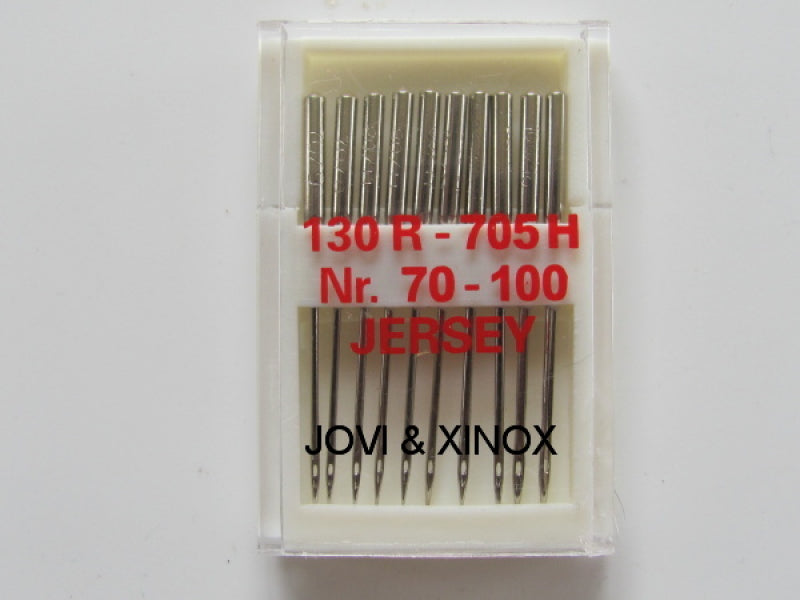 130 R - 705 H
Nr. 70 - 100
JERSEY
JOVI & XINOX